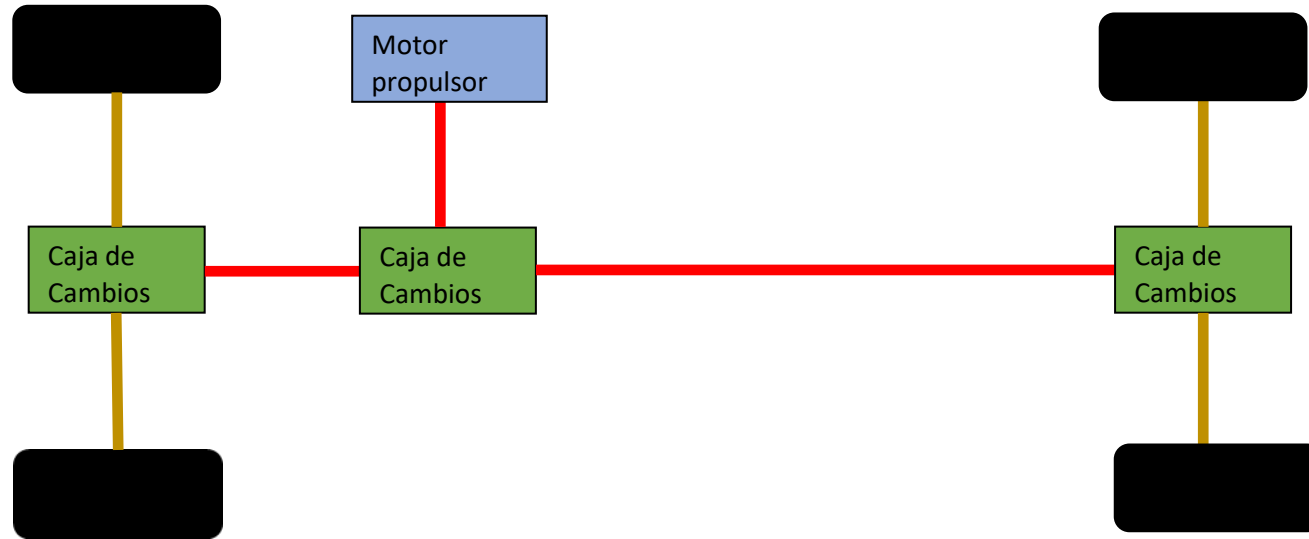 Motor
propulsor
Caja de
Cambios
Caja de
Cambios
Caja de
Cambios